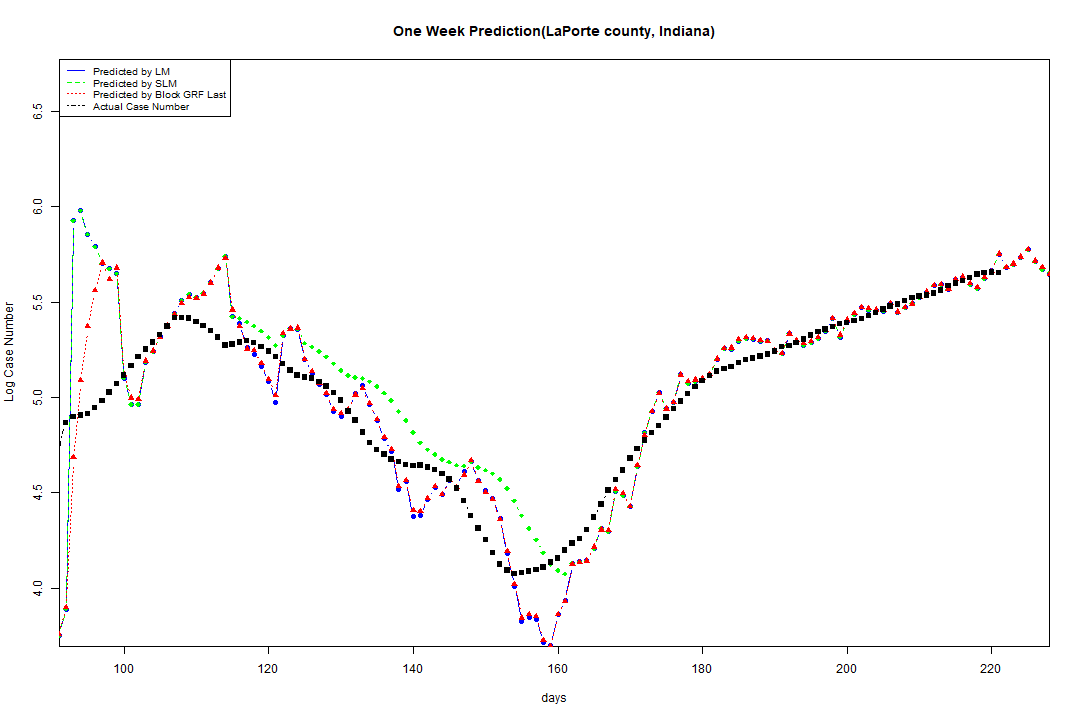 One Week Prediction(LaPorte county, Indiana)
Predicted by LM
Predicted by SLM
Predicted by Block GRF Last
Actual Case Number
6.5
6.0
5.5
5.0
4.5
4.0
Log Case Number
100 120 140 160 180 200 220
days